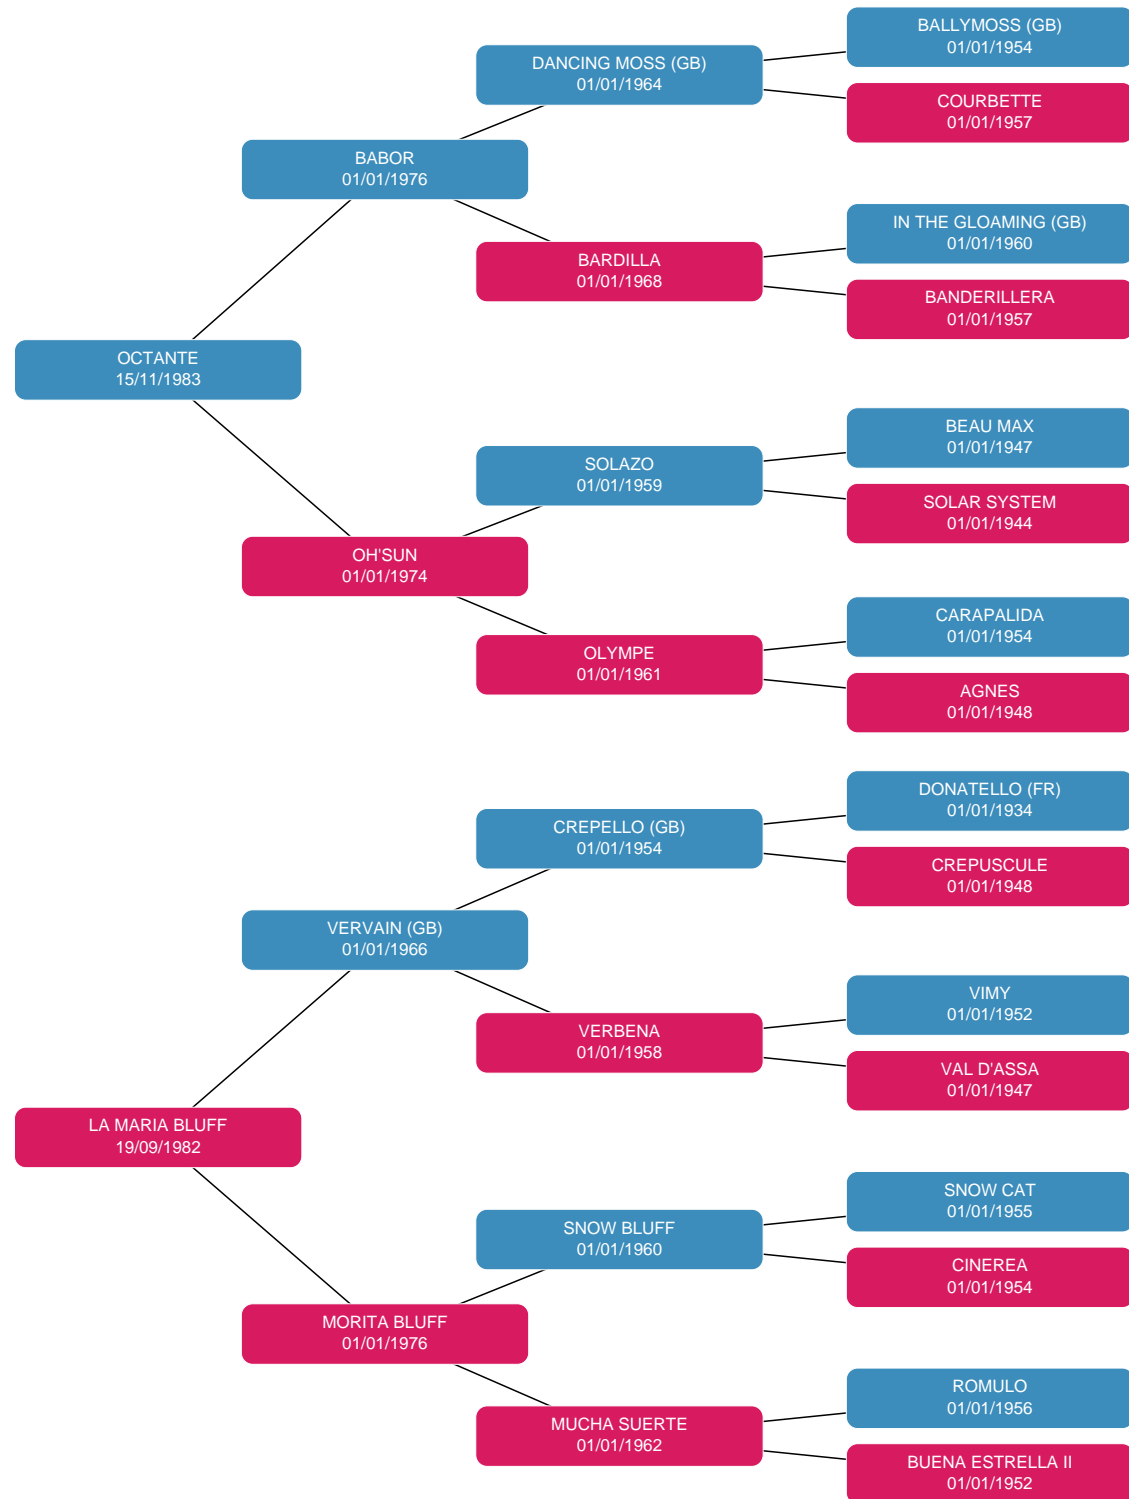 BALLYMOSS (GB)
01/01/1954
DANCING MOSS (GB)
01/01/1964
COURBETTE
01/01/1957
BABOR
01/01/1976
IN THE GLOAMING (GB)
01/01/1960
BARDILLA
01/01/1968
BANDERILLERA
01/01/1957
OCTANTE
15/11/1983
BEAU MAX
01/01/1947
SOLAZO
01/01/1959
SOLAR SYSTEM
01/01/1944
OH'SUN
01/01/1974
CARAPALIDA
01/01/1954
OLYMPE
01/01/1961
AGNES
01/01/1948
DONATELLO (FR)
01/01/1934
CREPELLO (GB)
01/01/1954
CREPUSCULE
01/01/1948
VERVAIN (GB)
01/01/1966
VIMY
01/01/1952
VERBENA
01/01/1958
VAL D'ASSA
01/01/1947
LA MARIA BLUFF
19/09/1982
SNOW CAT
01/01/1955
SNOW BLUFF
01/01/1960
CINEREA
01/01/1954
MORITA BLUFF
01/01/1976
ROMULO
01/01/1956
MUCHA SUERTE
01/01/1962
BUENA ESTRELLA II
01/01/1952